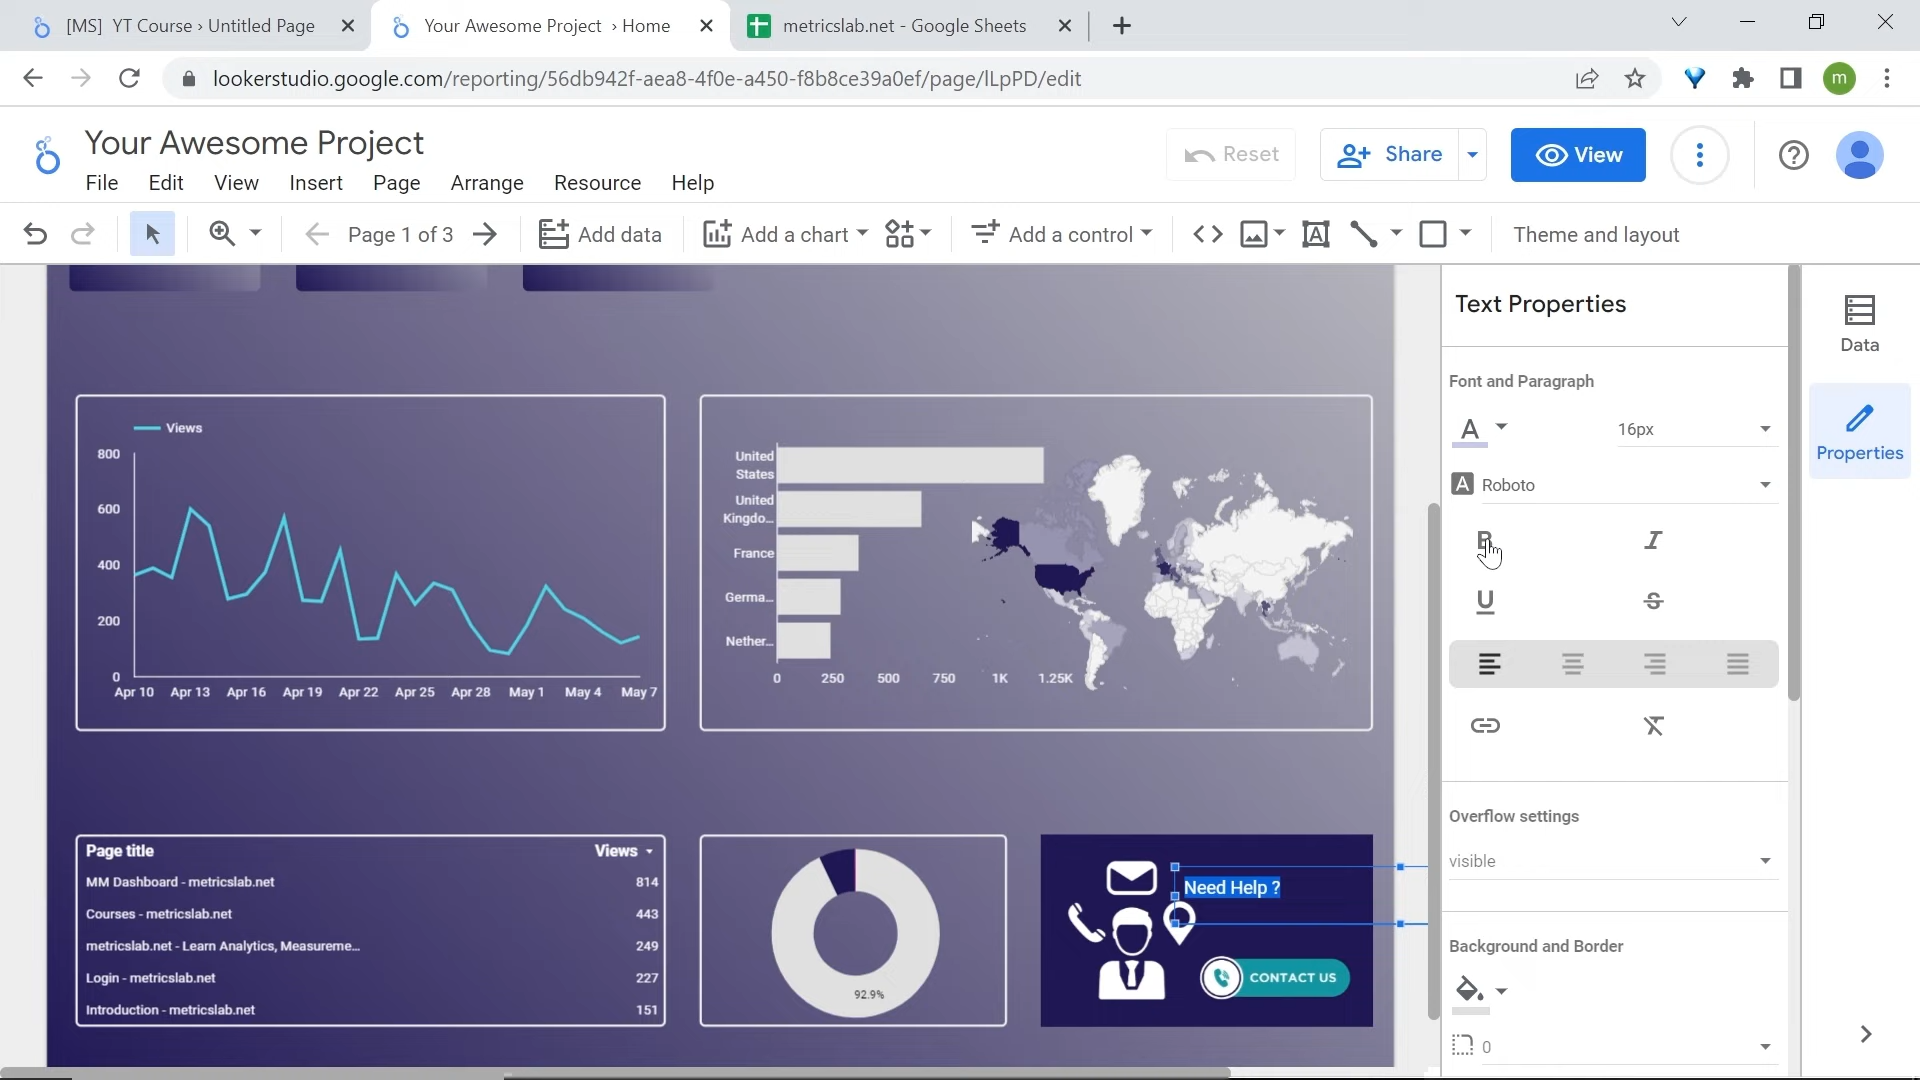 [MS] YT Course › Untitled Page
Your Awesome Project › Home
metricslab.net - Google Sheets
lookerstudio.google.com/reporting/56db942f-aea8-4f0e-a450-f8b8ce39a0ef/page/lLpPD/edit
m
Your Awesome Project
File Edit View Insert Page Arrange Resource Help
Reset
Share
View
Page 1 of 3
Add data
Add a chart
Add a control
Theme and layout
Views
800
600
400
200
0
Apr 10 Apr 13 Apr 16 Apr 19 Apr 22 Apr 25 Apr 28 May 1 May 4 May 7
United
States
United
Kingdo...
France
Germa...
Nether...
0 250 500 750 1K 1.25K
Page title Views
MM Dashboard - metricslab.net 814
Courses - metricslab.net 443
metricslab.net - Learn Analytics, Measureme... 249
Login - metricslab.net 227
Introduction - metricslab.net 151
92.9%
Need Help ?
CONTACT US
Text Properties
Font and Paragraph
A
16px
A Roboto
B
I
U
S
Overflow settings
visible
Background and Border
0
Data
Properties